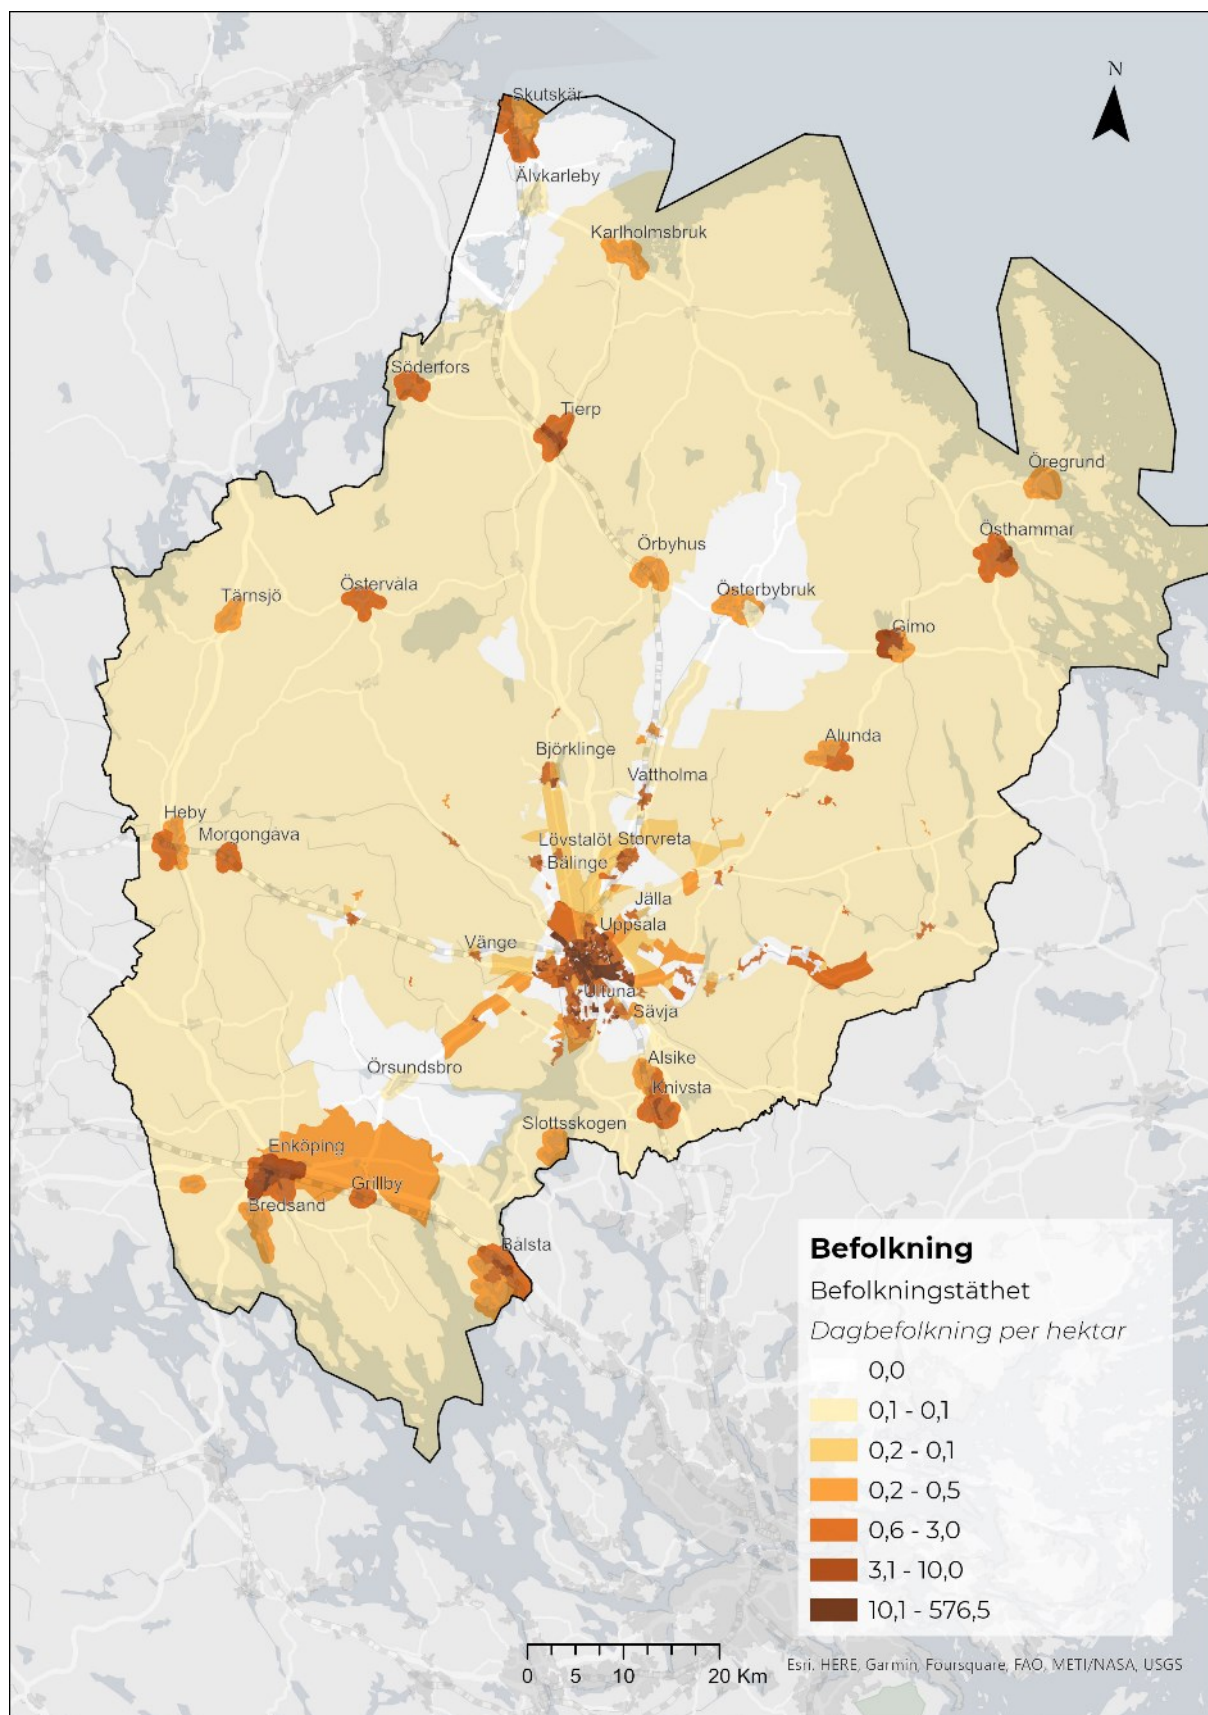 N
Skutskär
Älvkarleby
Karlholmsbruk
Söderfors
Tierp
Öregrund
Östhammar
Örbyhus
Österbybruk
Tärnsjö
Östervåla
Gimo
Alunda
Björklinge
Vattholma
Heby
Morgongåva
Lövstalöt
Storvreta
Bälinge
Jälla
Uppsala
Vänge
Ultuna
Sävja
Alsike
Knivsta
Örsundsbro
Slottsskogen
Enköping
Grillby
Bredsand
Bålsta
Befolkning
Befolkningstäthet
Dagbefolkning per hektar
0,0
0,1 - 0,1
0,2 - 0,1
0,2 - 0,5
0,6 - 3,0
3,1 - 10,0
10,1 - 576,5
0 5 10 20 Km
Esri, HERE, Garmin, Foursquare, FAO, METI/NASA, USGS